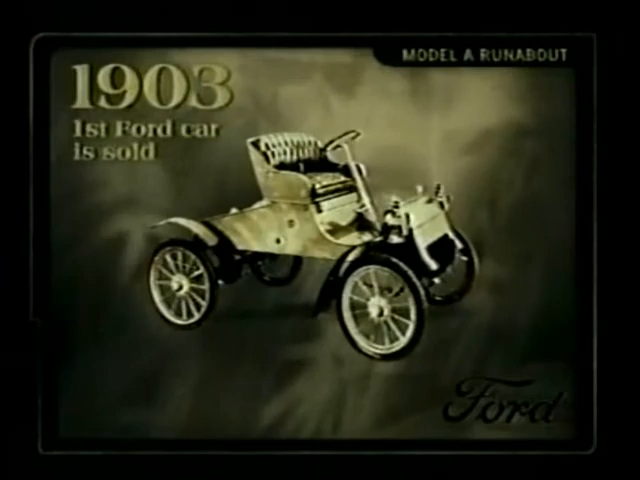 MODEL A RUNABOUT
1903
1st Ford car
is sold
Ford